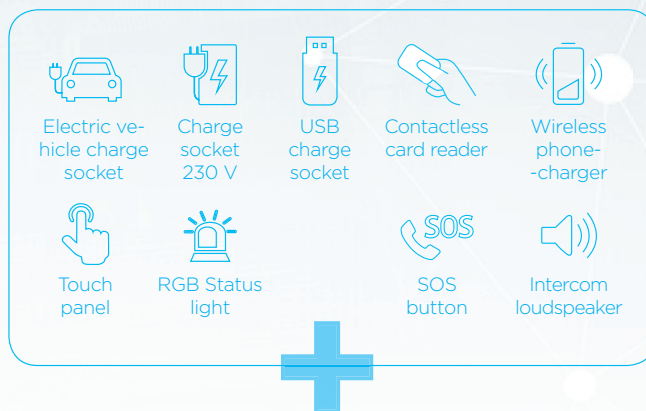 Electric ve-
hicle charge
socket
Charge
socket
230 V
USB
charge
socket
Contactless
card reader
Wireless
phone-
-charger
Touch
panel
RGB Status
light
SOS
SOS
button
Intercom
loudspeaker